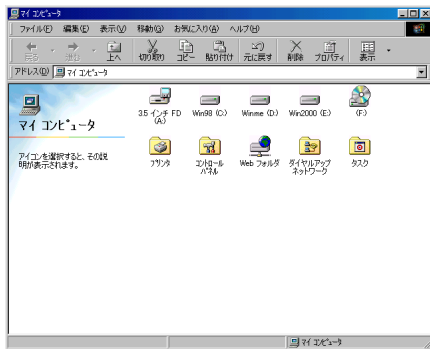 マイ コンピュータ
ファイル(F) 編集(E) 表示(V) 移動(G) お気に入り(A) ヘルプ(H)
戻る 進む 上へ 切り取り コピー 貼り付け 元に戻す 削除 プロパティ 表示
アドレス(D) マイ コンピュータ
マイ コンピュータ
アイコンを選択すると、その説
明が表示されます。
3.5 インチ FD
(A:)
Win98 (C:)
Winme (D:)
Win2000 (E:)
(F:)
プリンタ
コントロール
パネル
Web フォルダ
ダイヤルアップ
ネットワーク
タスク
マイ コンピュータ